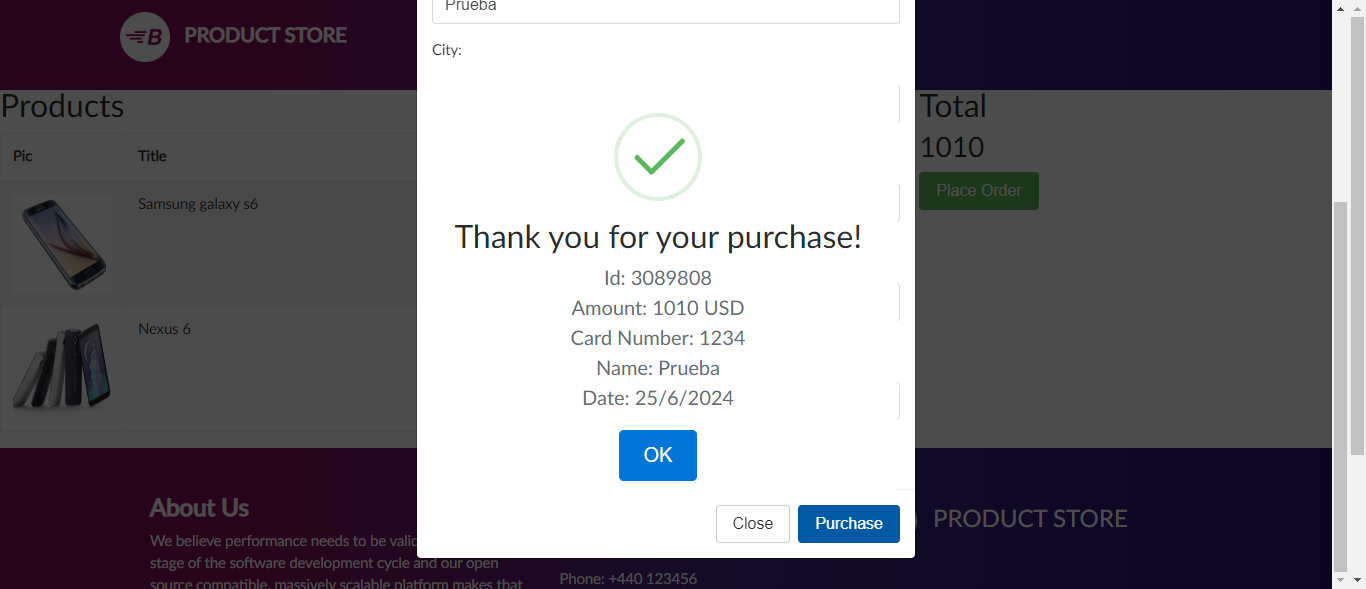 PRODUCT STORE
Products
Pic
Title
Samsung galaxy s6
Nexus 6
Prueba
City:
Thank you for your purchase!
Id: 3089808
Amount: 1010 USD
Card Number: 1234
Name: Prueba
Date: 25/6/2024
OK
Close
Purchase
Total
1010
Place Order
About Us
We believe performance needs to be
stage of the software development cycle and our open
source compatible, massively scalable platform makes that
Phone: +440 123456
PRODUCT STORE